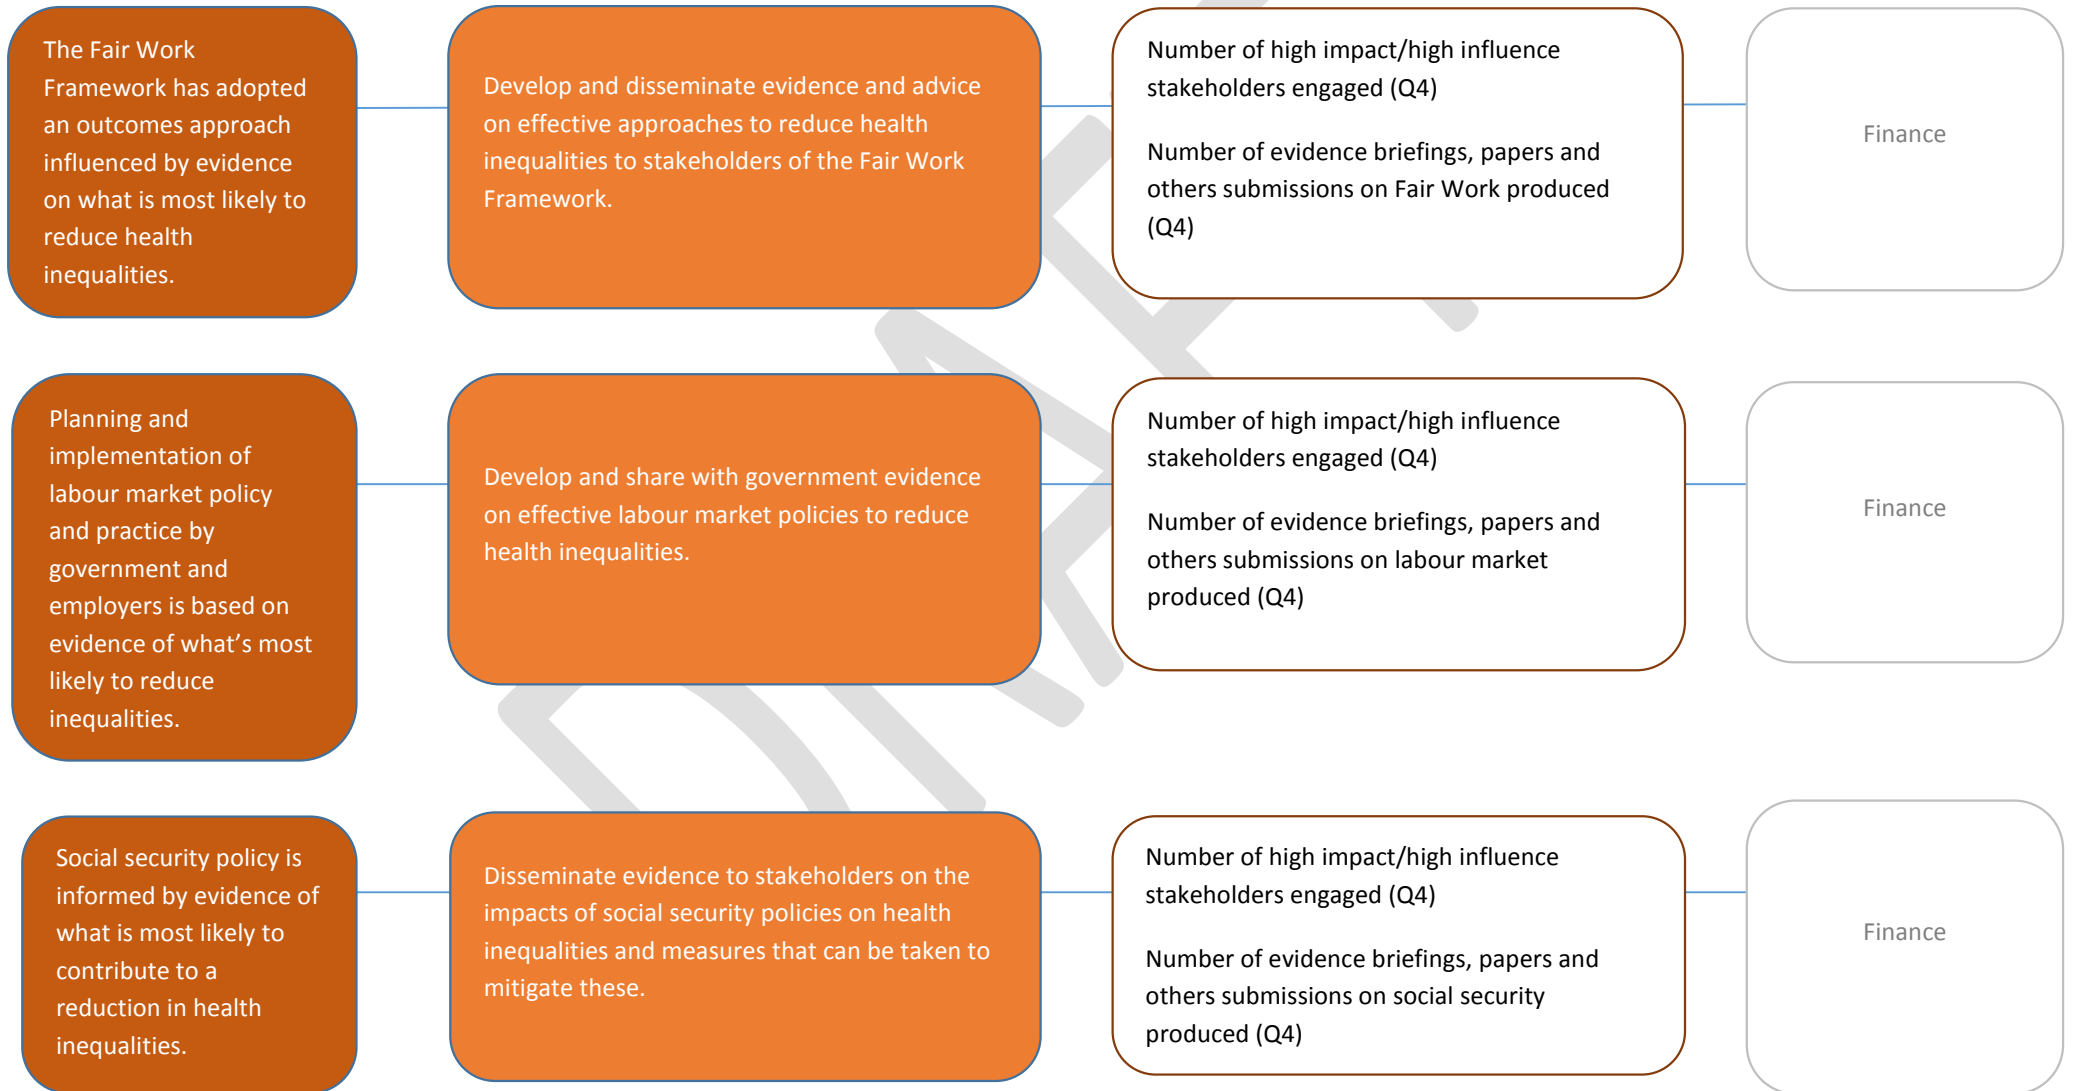 The Fair Work
Framework has adopted
an outcomes approach
influenced by evidence
on what is most likely to
reduce health
inequalities.
Develop and disseminate evidence and advice
on effective approaches to reduce health
inequalities to stakeholders of the Fair Work
Framework.
Number of high impact/high influence
stakeholders engaged (Q4)
Number of evidence briefings, papers and
others submissions on Fair Work produced
(Q4)
Finance
Planning and
implementation of
labour market policy
and practice by
government and
employers is based on
evidence of what’s most
likely to reduce
inequalities.
Develop and share with government evidence
on effective labour market policies to reduce
health inequalities.
Number of high impact/high influence
stakeholders engaged (Q4)
Number of evidence briefings, papers and
others submissions on labour market
produced (Q4)
Finance
Social security policy is
informed by evidence of
what is most likely to
contribute to a
reduction in health
inequalities.
Disseminate evidence to stakeholders on the
impacts of social security policies on health
inequalities and measures that can be taken to
mitigate these.
Number of high impact/high influence
stakeholders engaged (Q4)
Number of evidence briefings, papers and
others submissions on social security
produced (Q4)
Finance
DRAFT